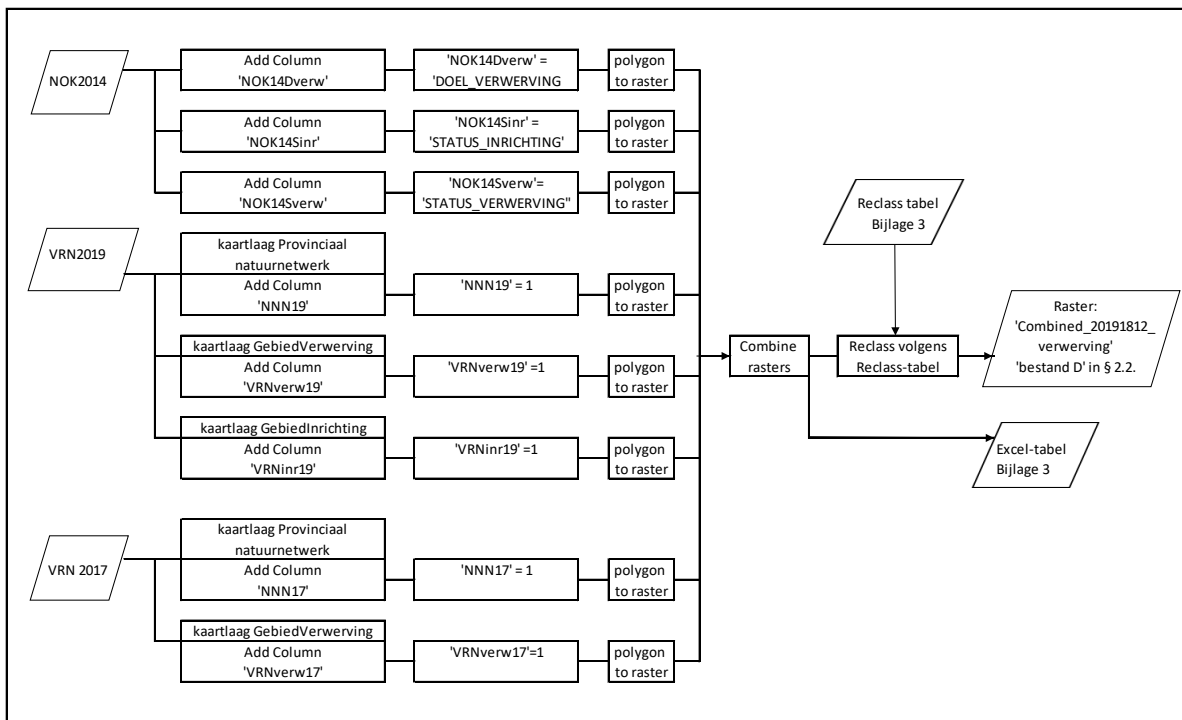 NOK2014
Add Column
'NOK14Dverw'
'NOK14Dverw' =
'DOEL_VERWERVING
polygon
to raster
Add Column
'NOK14Sinr'
'NOK14Sinr' =
'STATUS_INRICHTING'
polygon
to raster
Add Column
'NOK14Sverw'
'NOK14Sverw'=
'STATUS_VERWERVING"
polygon
to raster
VRN2019
kaartlaag Provinciaal
natuurnetwerk
Add Column
'NNN19'
'NNN19' = 1
polygon
to raster
kaartlaag GebiedVerwerving
Add Column
'VRNverw19'
'VRNverw19' =1
polygon
to raster
kaartlaag GebiedInrichting
Add Column
'VRNinr19'
'VRNinr19' =1
polygon
to raster
VRN 2017
kaartlaag Provinciaal
natuurnetwerk
Add Column
'NNN17'
'NNN17' = 1
polygon
to raster
kaartlaag GebiedVerwerving
Add Column
'VRNverw17'
'VRNverw17'=1
polygon
to raster
Combine
rasters
Reclass tabel
Bijlage 3
Reclass volgens
Reclass-tabel
Raster:
'Combined_20191812_
verwerving'
'bestand D' in § 2.2.
Excel-tabel
Bijlage 3